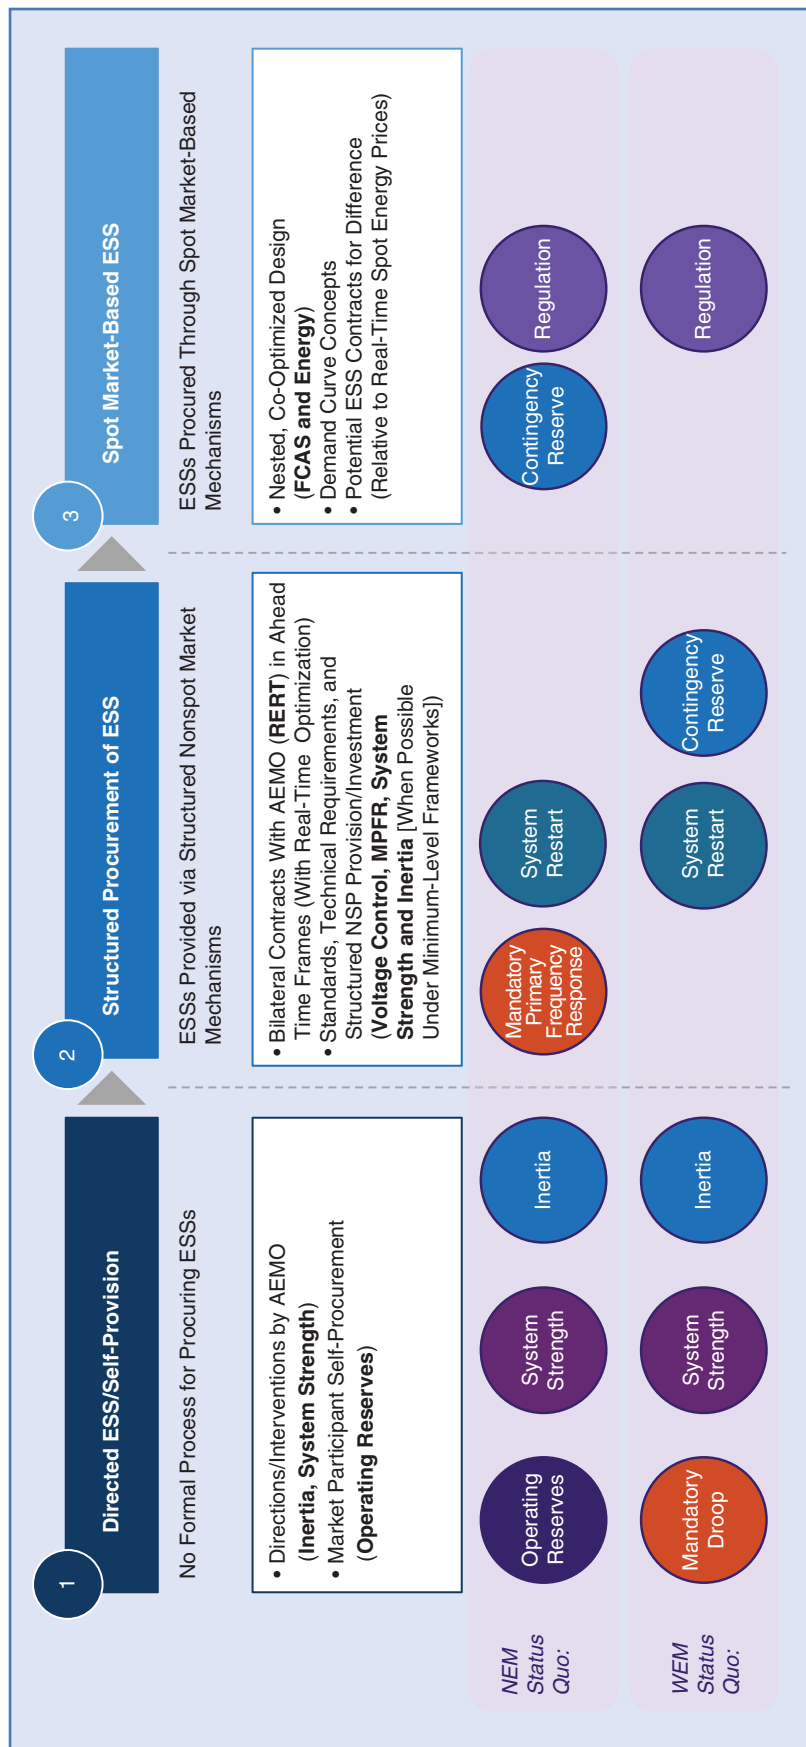 1
Directed ESS/Self-Provision
No Formal Process for Procuring ESSs
• Directions/Interventions by AEMO
(Inertia, System Strength)
• Market Participant Self-Procurement
(Operating Reserves)
2
Structured Procurement of ESS
ESSs Provided via Structured Nonspot Market
Mechanisms
• Bilateral Contracts With AEMO (RERT) in Ahead
Time Frames (With Real-Time Optimization)
• Standards, Technical Requirements, and
Structured NSP Provision/Investment
(Voltage Control, MPFR, System
Strength and Inertia [When Possible
Under Minimum-Level Frameworks])
3
Spot Market-Based ESS
ESSs Procured Through Spot Market-Based
Mechanisms
• Nested, Co-Optimized Design
(FCAS and Energy)
• Demand Curve Concepts
• Potential ESS Contracts for Difference
(Relative to Real-Time Spot Energy Prices)
NEM
Status
Quo:
Operating
Reserves
System
Strength
Inertia
Mandatory
Primary
Frequency
Response
System
Restart
Contingency
Reserve
Regulation
WEM
Status
Quo:
Mandatory
Droop
System
Strength
Inertia
System
Restart
Contingency
Reserve
Regulation